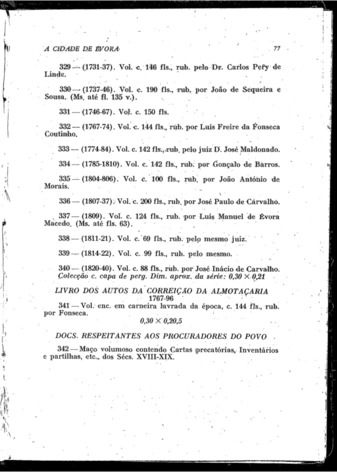 A CIDADE DE ÉVORA 77
329 — (1731-37). Vol. c. 146 fls., rub. pelo Dr. Carlos Pery de
Linde.
330 — (1737-46). Vol. c. 190 fls., rub. por João de Sequeira e
Sousa. (Ms. até fl. 135 v.).
331 — (1746-67). Vol. c. 150 fls.
332 — (1767-74). Vol. c. 144 fls., rub. por Luis Freire da Fonseca
Coutinho.
333 — (1774-84). Vol. c. 142 fls., rub. pelo juiz D. José Maldonado.
334 — (1785-1810). Vol. c. 142 fls., rub. por Gonçalo de Barros.
335 — (1804-806). Vol. c. 100 fls., rub. por João António de
Morais.
336 — (1807-37). Vol. c. 200 fls., rub. por José Paulo de Carvalho.
337 — (1809). Vol. c. 124 fls., rub. por Luis Manuel de Évora
Macedo. (Ms. até fls. 63).
338 — (1811-21). Vol. c. 69 fls., rub. pelo mesmo juiz.
339 — (1814-22). Vol. c. 99 fls., rub. pelo mesmo.
340 — (1820-40). Vol. c. 88 fls., rub. por José Inácio de Carvalho.
Colecção c. capa de perg. Dim. aprox. da série: 0,30 × 0,21
LIVRO DOS AUTOS DA CORREIÇÃO DA ALMOTAÇARIA
1767-96
341 — Vol. enc. em carneira lavrada da época, c. 144 fls., rub.
por Fonseca.
0,30 × 0,20,5
DOCS. RESPEITANTES AOS PROCURADORES DO POVO
342 — Maço volumoso contendo Cartas precatórias, Inventários
e partilhas, etc., dos Sécs. XVIII-XIX.